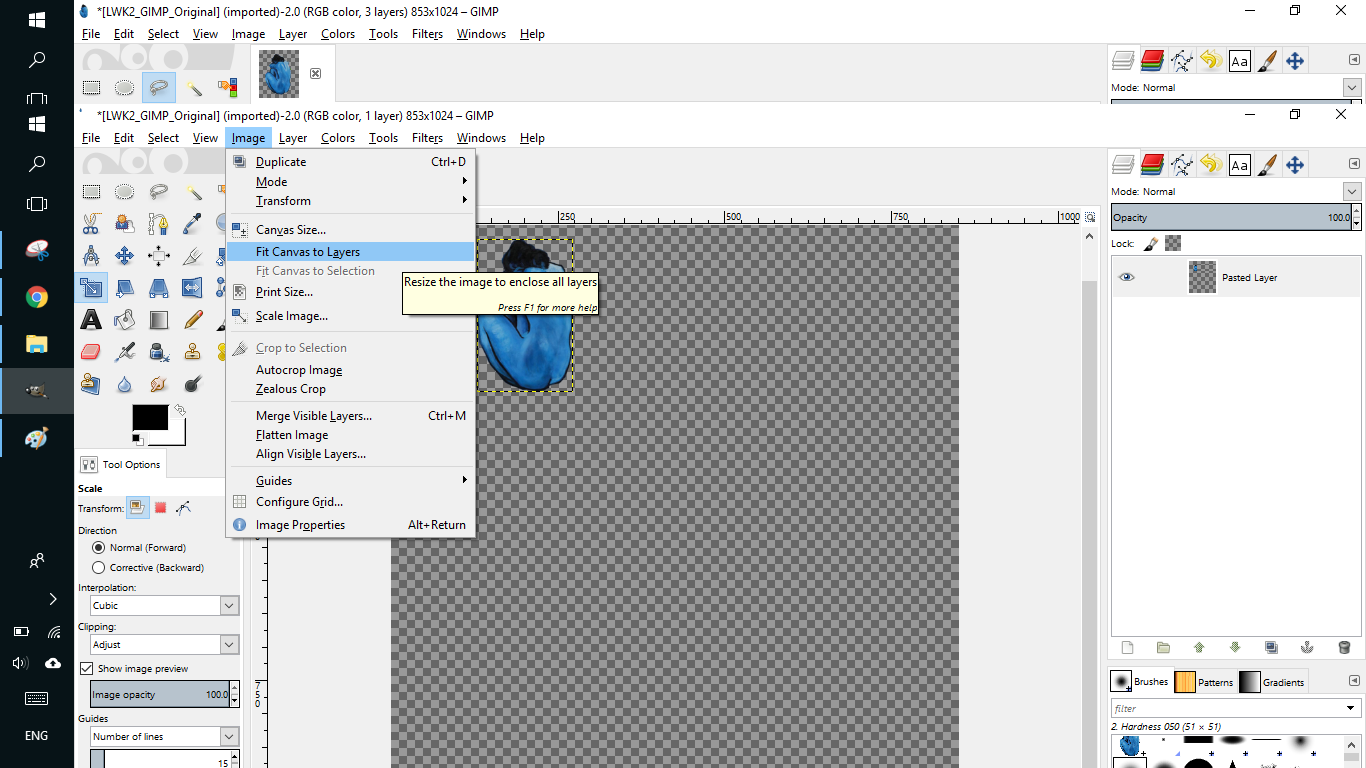 *[LWK2_GIMP_Original] (imported)-2.0 (RGB color, 3 layers) 853x1024 – GIMP
File Edit Select View Image Layer Colors Tools Filters Windows Help
Aa
Mode: Normal
*[LWK2_GIMP_Original] (imported)-2.0 (RGB color, 1 layer) 853x1024 – GIMP
File Edit Select View Image Layer Colors Tools Filters Windows Help
Duplicate Ctrl+D
Mode
Transform
Canvas Size...
Fit Canvas to Layers
Fit Canvas to Selection
Print Size...
Scale Image...
Crop to Selection
Autocrop Image
Zealous Crop
Merge Visible Layers... Ctrl+M
Flatten Image
Align Visible Layers...
Guides
Configure Grid...
Image Properties Alt+Return
Resize the image to enclose all layers
Press F1 for more help
250 500 750 1000
750
Aa
Mode: Normal
Opacity 100.0
Lock:
Pasted Layer
Tool Options
Scale
Transform:
Direction
Normal (Forward)
Corrective (Backward)
Interpolation:
Cubic
Clipping:
Adjust
Show image preview
Image opacity 100.0
Guides
Number of lines
15
Brushes Patterns Gradients
filter
2. Hardness 050 (51 × 51)
ENG